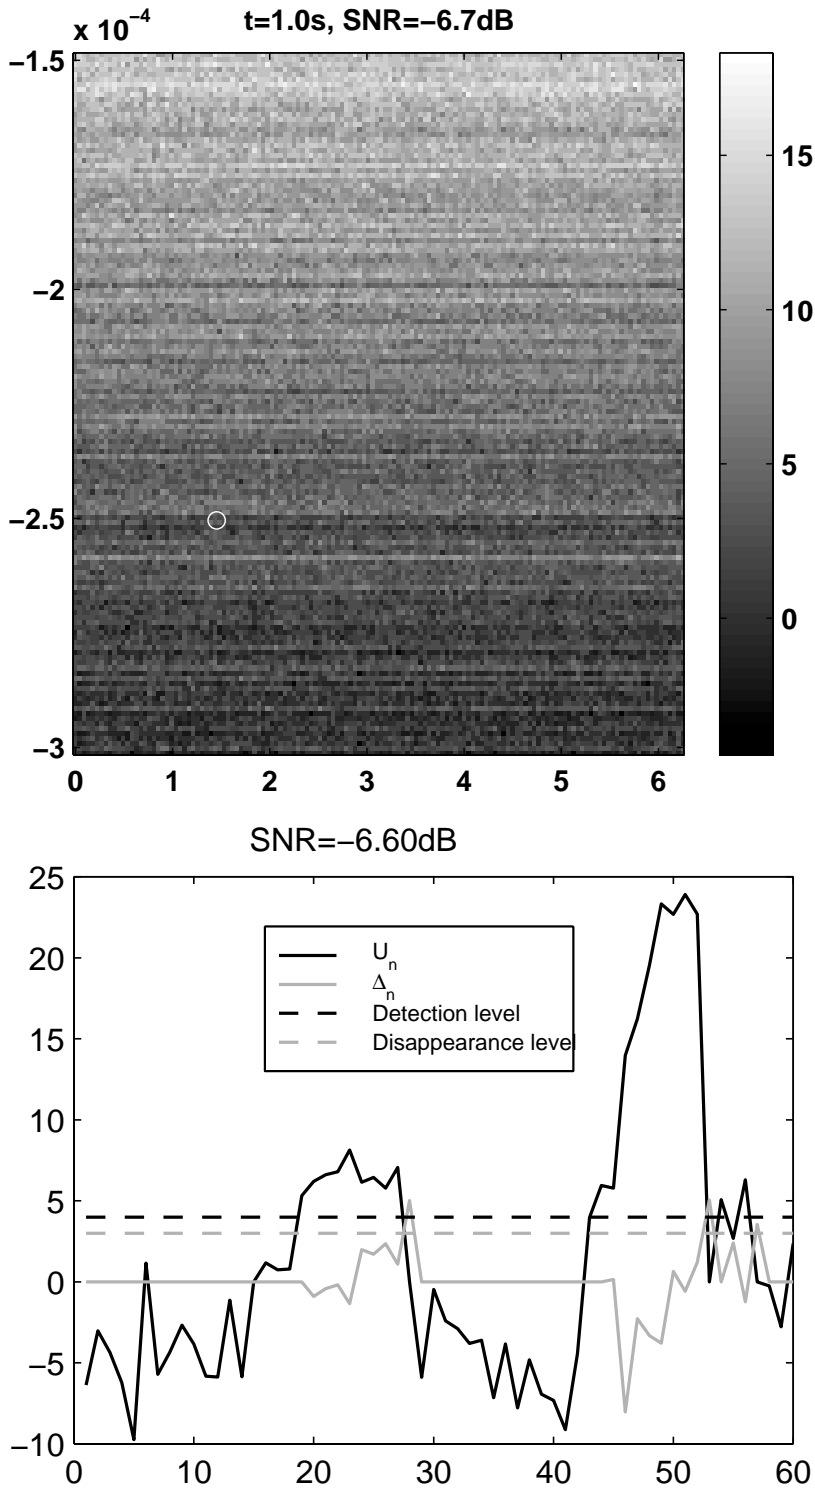 x 10−4
t=1.0s, SNR=−6.7dB
−1.5
−2
−2.5
−3
0 1 2 3 4 5 6
15
10
5
0
SNR=−6.60dB
25
20
15
10
5
0
−5
−10
0 10 20 30 40 50 60
Un
Δn
Detection level
Disappearance level